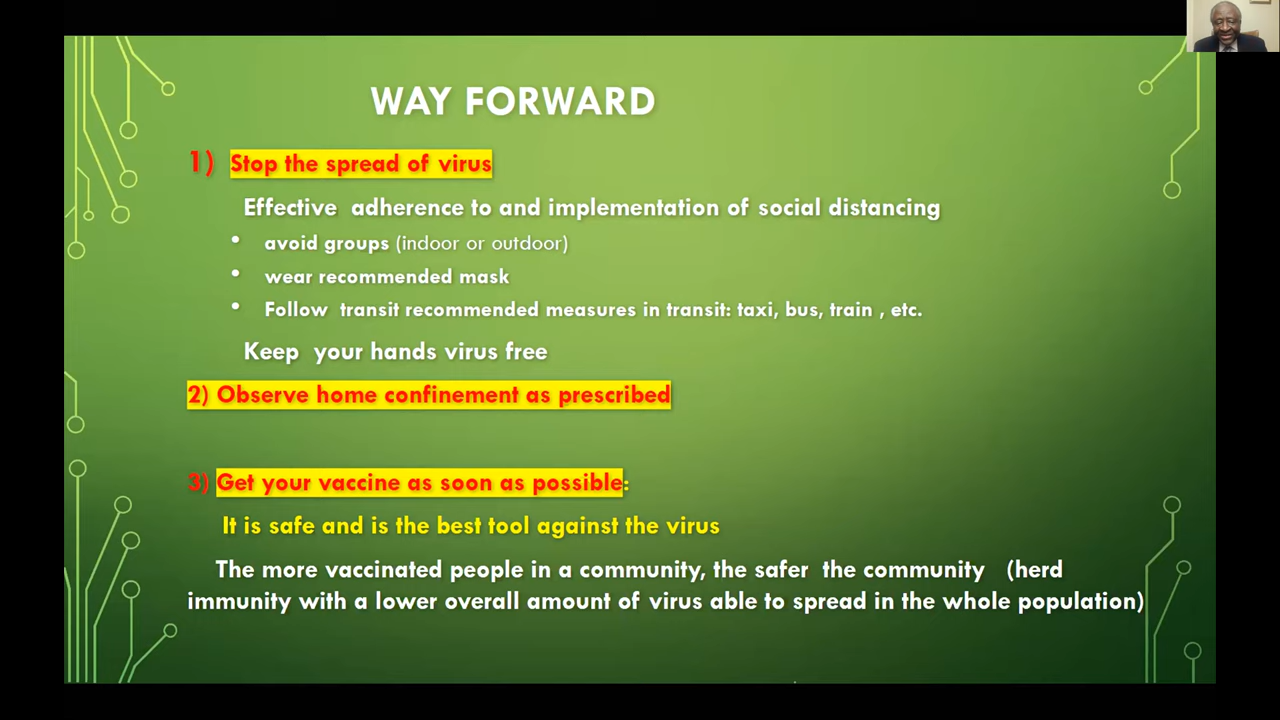 WAY FORWARD
1) Stop the spread of virus
Effective adherence to and implementation of social distancing
• avoid groups (indoor or outdoor)
• wear recommended mask
• Follow transit recommended measures in transit: taxi, bus, train , etc.
Keep your hands virus free
2) Observe home confinement as prescribed
3) Get your vaccine as soon as possible:
It is safe and is the best tool against the virus
The more vaccinated people in a community, the safer the community (herd
immunity with a lower overall amount of virus able to spread in the whole population)